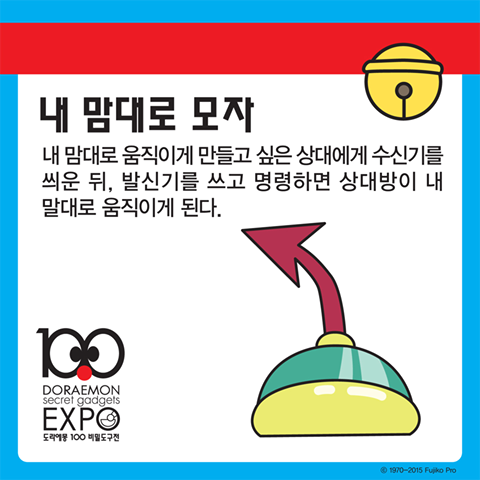 내 맘대로 모자
내 맘대로 움직이게 만들고 싶은 상대에게 수신기를
씌운 뒤, 발신기를 쓰고 명령하면 상대방이 내
말대로 움직이게 된다.
100
DORAEMON
secret gadgets
EXPO
도라에몽 100 비밀도구전
© 1970~2015 Fujiko Pro